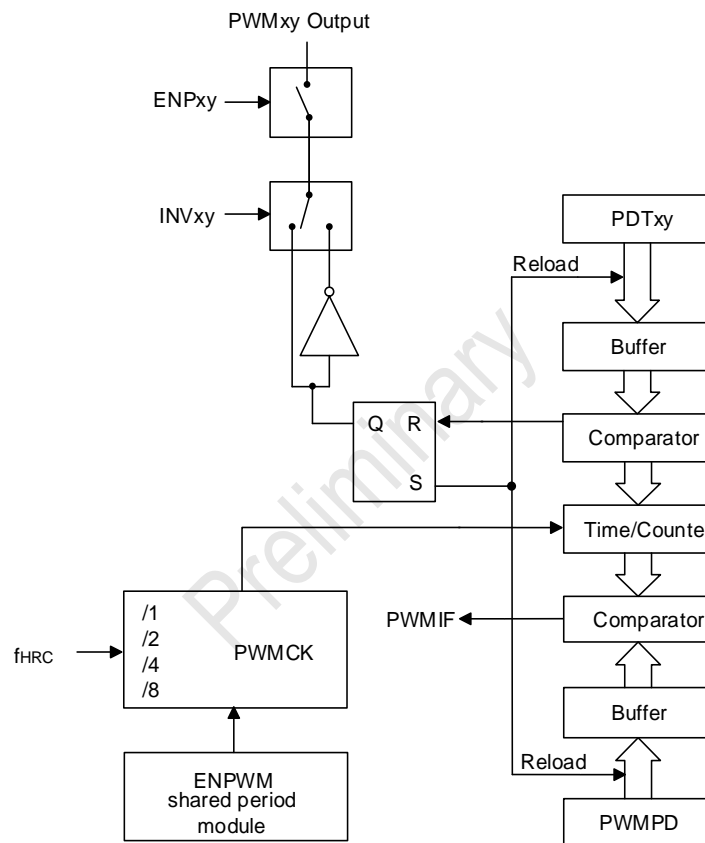 PWMxy Output
ENPxy
INVxy
PDTxy
Reload
Buffer
Q R
S
Comparator
Time/Counte
/1
/2
/4
/8
PWMCK
fHRC
PWMIF
Comparator
Buffer
ENPWM
shared period
module
Reload
PWMPD
Preliminary